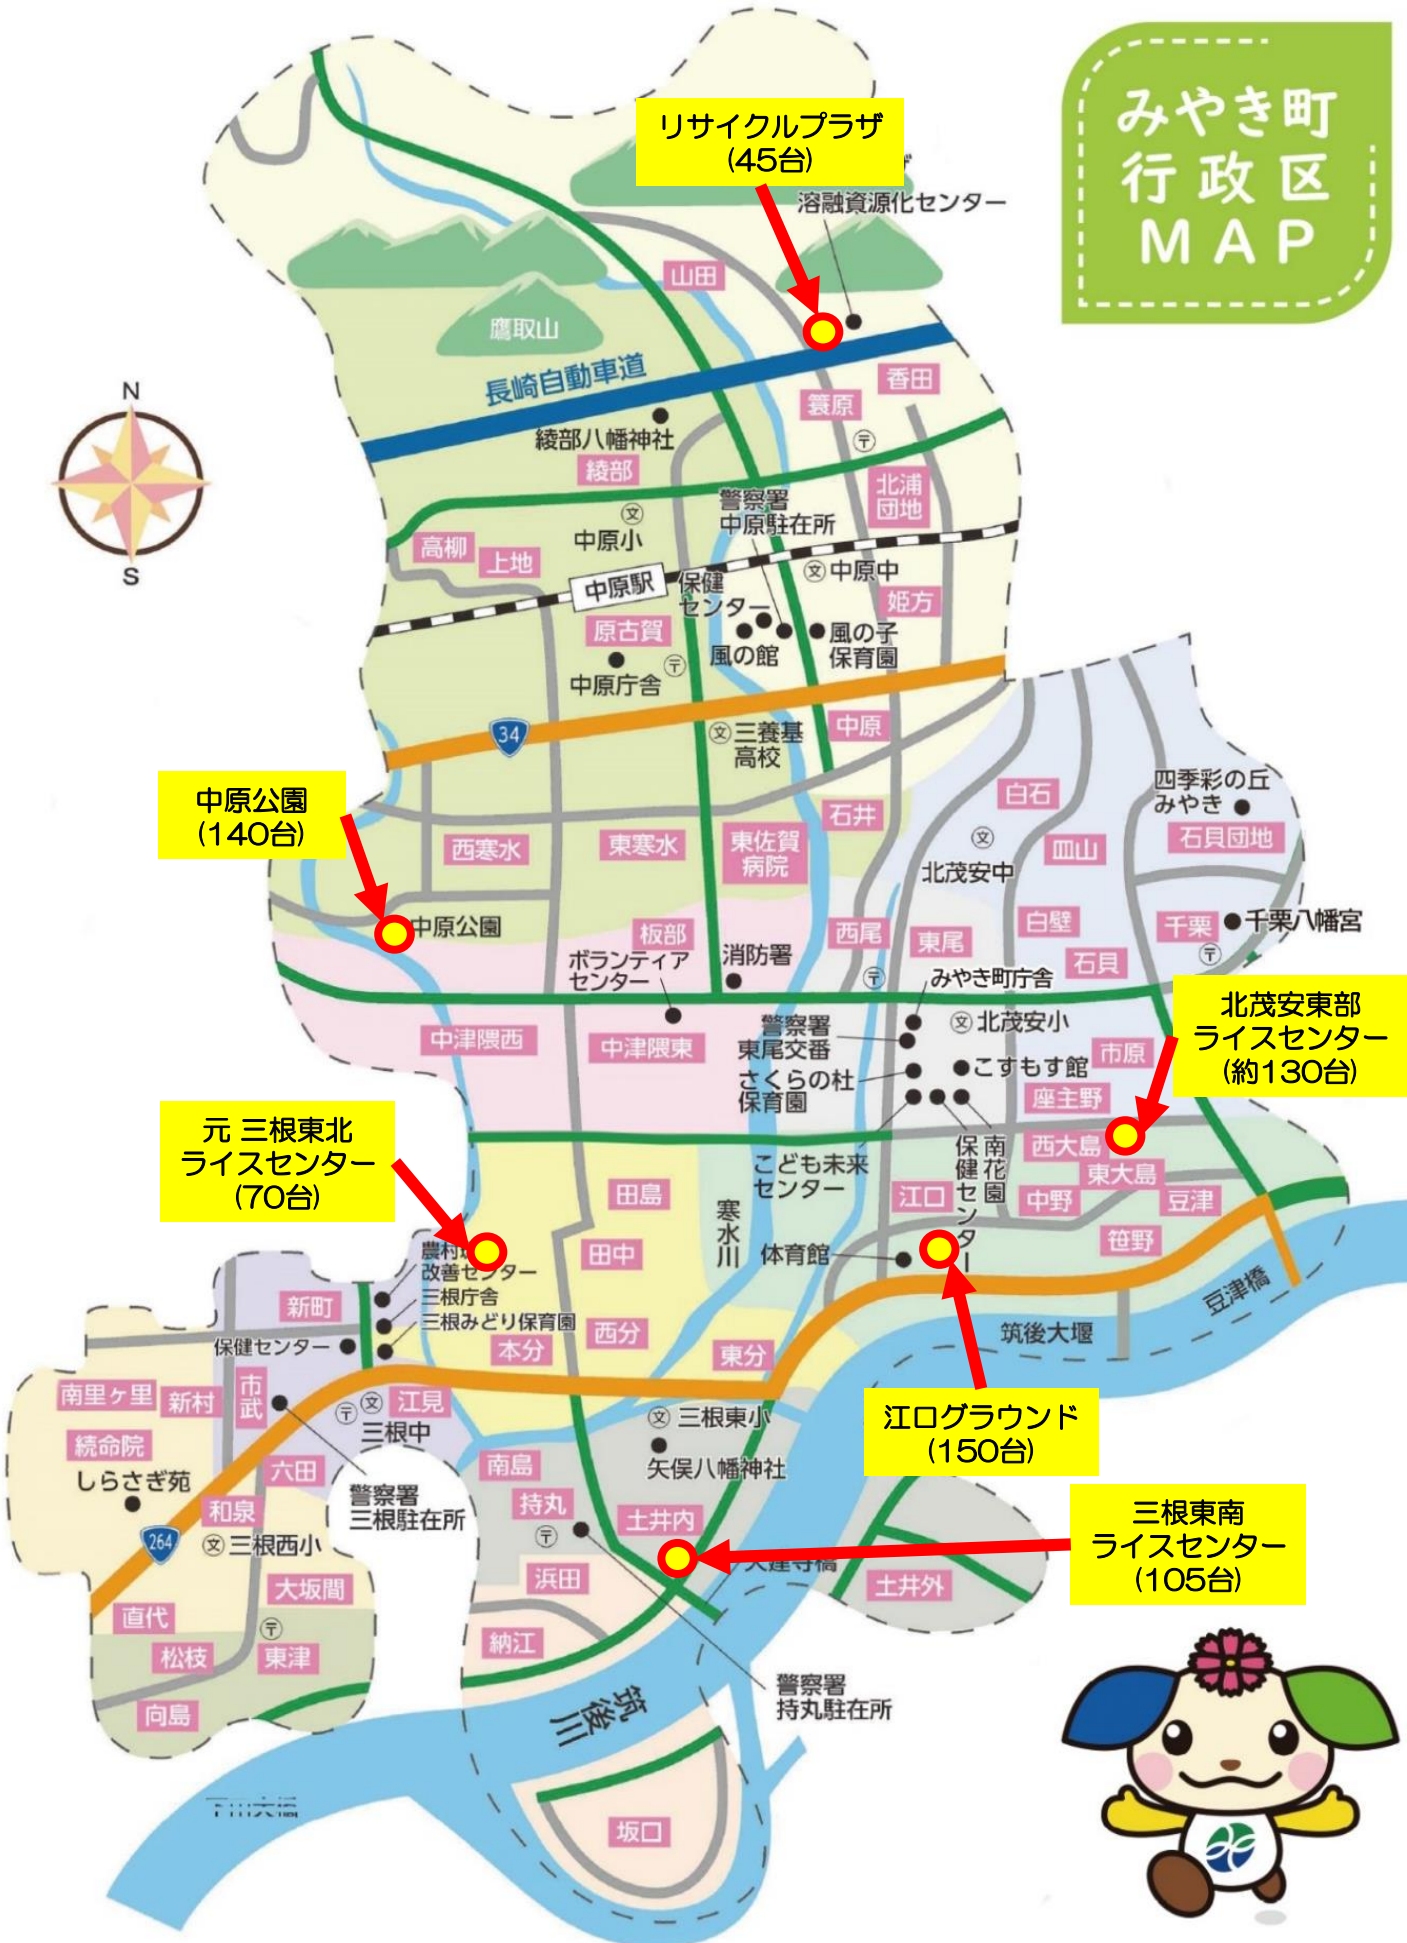 みやき町
行政区
MAP
リサイクルプラザ
(45台)
溶融資源化センター
山田
鷹取山
長崎自動車道
香田
簑原
綾部八幡神社
綾部
〒
北浦
団地
警察署
中原駐在所
文
中原小
高柳
上地
中原駅
文中原中
保健
センター
姫方
原古賀
風の館
風の子
保育園
〒
中原庁舎
N
S
34
文三養基
高校
中原
中原公園
(140台)
石井
白石
四季彩の丘
みやき
石貝団地
西寒水
東寒水
東佐賀
病院
文
北茂安中
皿山
中原公園
板部
西尾
東尾
白壁
千栗
千栗八幡宮
〒
石貝
ボランティア
センター
消防署
〒
みやき町庁舎
北茂安東部
ライスセンター
(約130台)
中津隈西
中津隈東
警察署
東尾交番
文北茂安小
市原
さくらの杜
保育園
こすもす館
座主野
元 三根東北
ライスセンター
(70台)
こども未来
センター
保健センター
南花園
西大島
東大島
田島
江口
中野
豆津
寒水川
笹野
田中
体育館
農村
改善センター
三根庁舎
三根みどり保育園
新町
保健センター
豆津橋
筑後大堰
本分
西分
東分
南里ヶ里
新村
市武
文
〒
江見
三根中
文三根東小
江口グラウンド
(150台)
続命院
しらさぎ苑
六田
南島
矢俣八幡神社
警察署
三根駐在所
和泉
持丸
〒
土井内
三根東南
ライスセンター
(105台)
264
文三根西小
浜田
土井外
大坂間
直代
〒
松枝
東津
納江
向島
警察署
持丸駐在所
筑後川
坂口